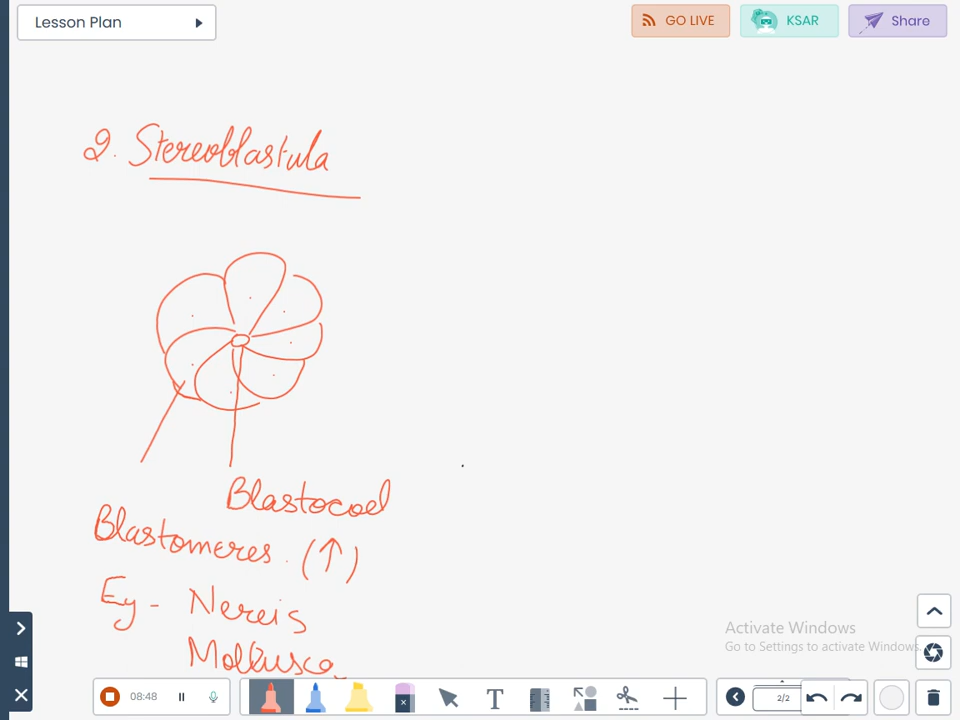 Lesson Plan
GO LIVE
KSAR
Share
2. Stereoblastula
Blastocoel
Blastomeres. (↑)
Eg - Nereis
Mollusca
Activate Windows
Go to Settings to activate Windows.
08:48
T
2/2